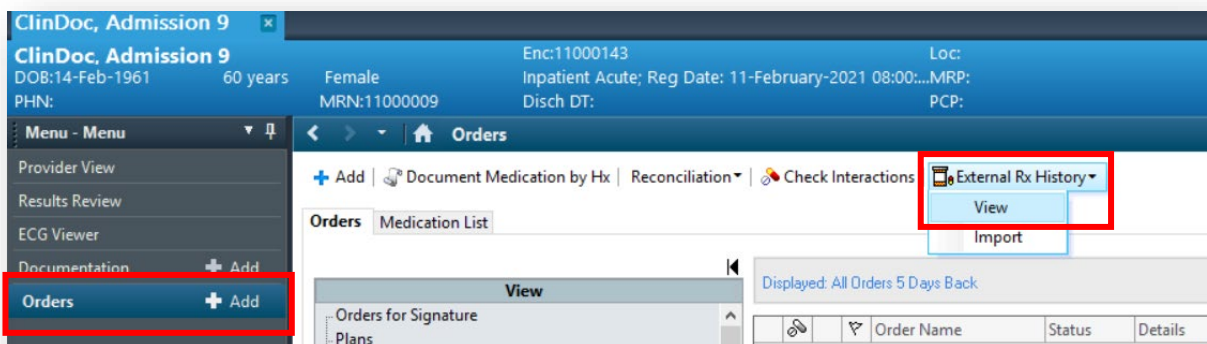 ClinDoc, Admission 9
ClinDoc, Admission 9 Enc:11000143 Loc:
DOB:14-Feb-1961 60 years Female Inpatient Acute; Reg Date: 11-February-2021 08:00:...MRP:
PHN: MRN:11000009 Disch DT: PCP:
Menu - Menu Orders
Provider View
Add Document Medication by Hx Reconciliation Check Interactions External Rx History
Results Review
View
Orders Medication List
ECG Viewer
Import
Documentation Add
Displayed: All Orders 5 Days Back
Orders Add
View
Orders for Signature
Order Name Status Details
Plans